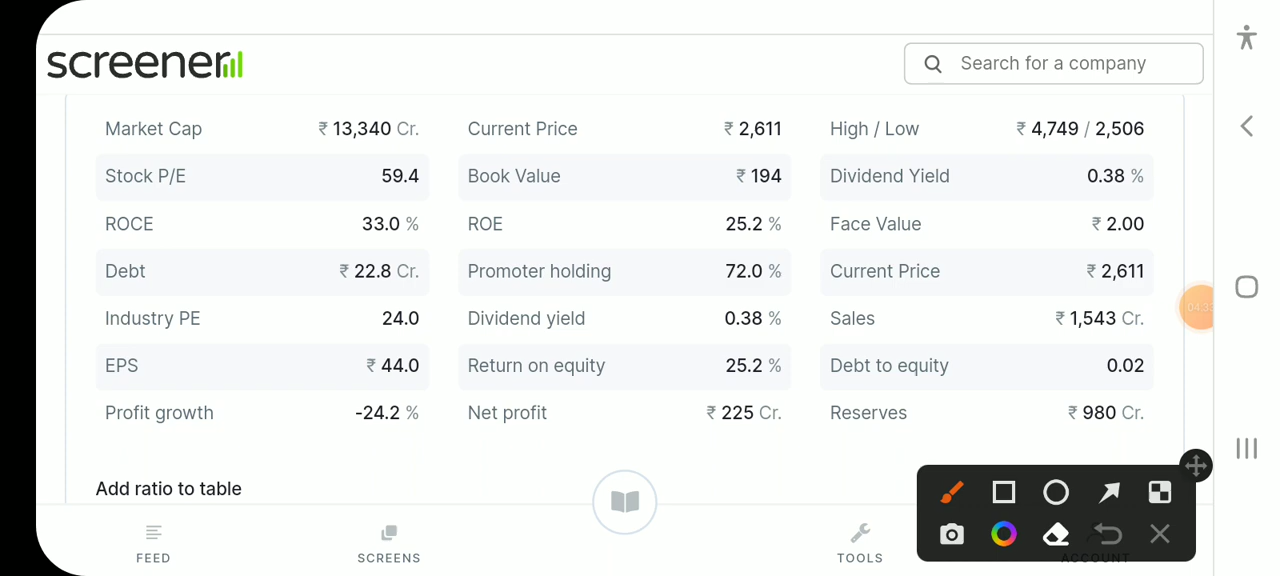 screener
Search for a company
Market Cap ₹ 13,340 Cr. Current Price ₹ 2,611 High / Low ₹ 4,749 / 2,506
Stock P/E 59.4 Book Value ₹ 194 Dividend Yield 0.38 %
ROCE 33.0 % ROE 25.2 % Face Value ₹ 2.00
Debt ₹ 22.8 Cr. Promoter holding 72.0 % Current Price ₹ 2,611
Industry PE 24.0 Dividend yield 0.38 % Sales ₹ 1,543 Cr.
EPS ₹ 44.0 Return on equity 25.2 % Debt to equity 0.02
Profit growth -24.2 % Net profit ₹ 225 Cr. Reserves ₹ 980 Cr.
Add ratio to table
FEED SCREENS TOOLS ACCOUNT